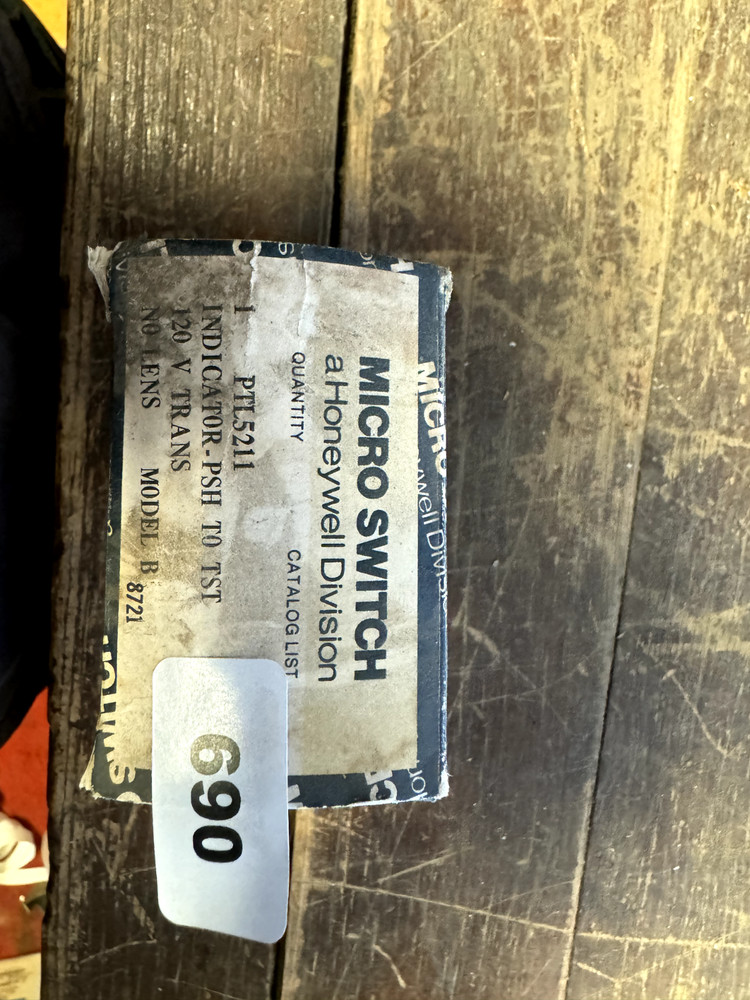 MICRO SWITCH
a Honeywell Division
QUANTITY CATALOG LIST
1 PTL5211
INDICATOR-PSH TO TST
120 V TRANS
NO LENS MODEL B
8721
690